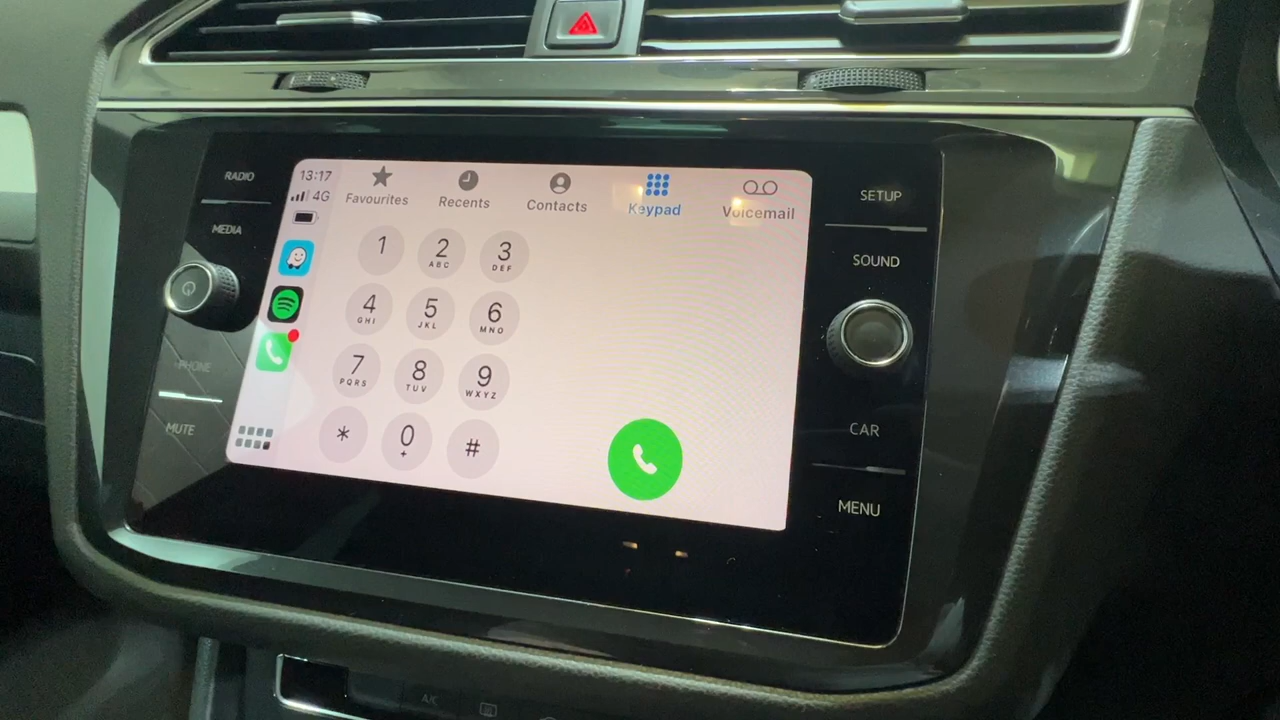 RADIO
MEDIA
PHONE
MUTE
13:17
4G
Favourites
Recents
Contacts
Keypad
Voicemail
1
2
ABC
3
DEF
4
GHI
5
JKL
6
MNO
7
PQRS
8
TUV
9
WXYZ
*
0
+
#
SETUP
SOUND
CAR
MENU
A/C